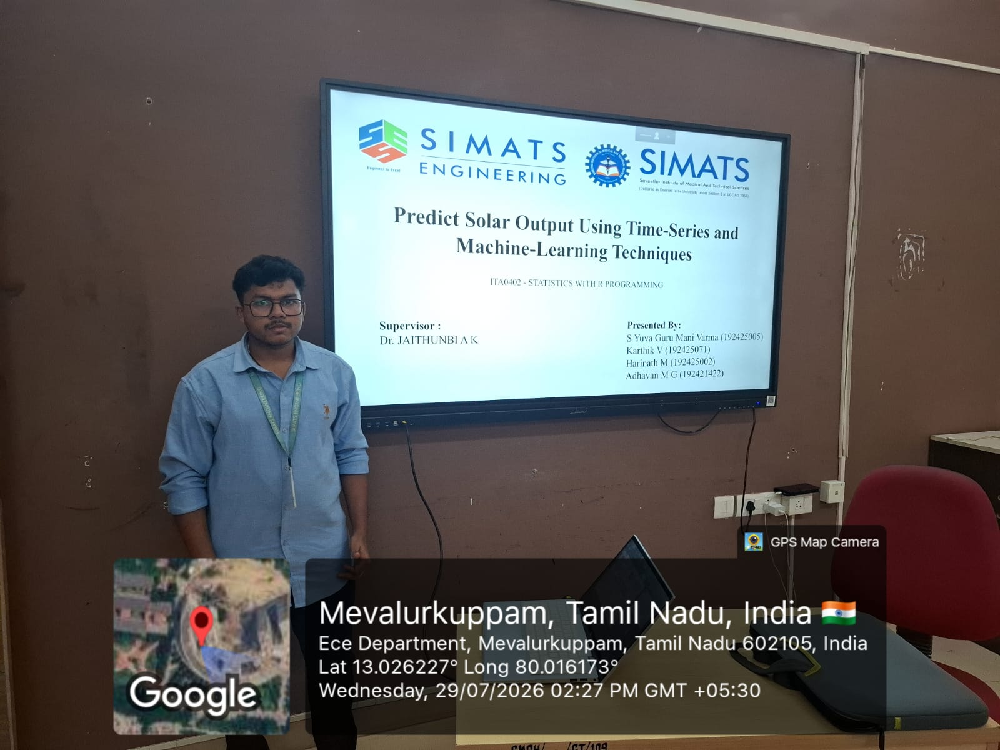 SIMATS
ENGINEERING
Engineer to Excel
SIMATS
Saveetha Institute of Medical And Technical Sciences
(Declared as Deemed to be University under Section 3 of UGC Act 1956)
Predict Solar Output Using Time-Series and
Machine-Learning Techniques
ITA0402 - STATISTICS WITH R PROGRAMMING
Supervisor :
Dr. JAITHUNBI A K
Presented By:
S Yuva Guru Mani Varma (192425005)
Karthik V (192425071)
Harinath M (192425002)
Adhavan M G (192421422)
SIMATS ENGINEERING
GPS Map Camera
Mevalurkuppam, Tamil Nadu, India
Ece Department, Mevalurkuppam, Tamil Nadu 602105, India
Lat 13.026227° Long 80.016173°
Wednesday, 29/07/2026 02:27 PM GMT +05:30
Google